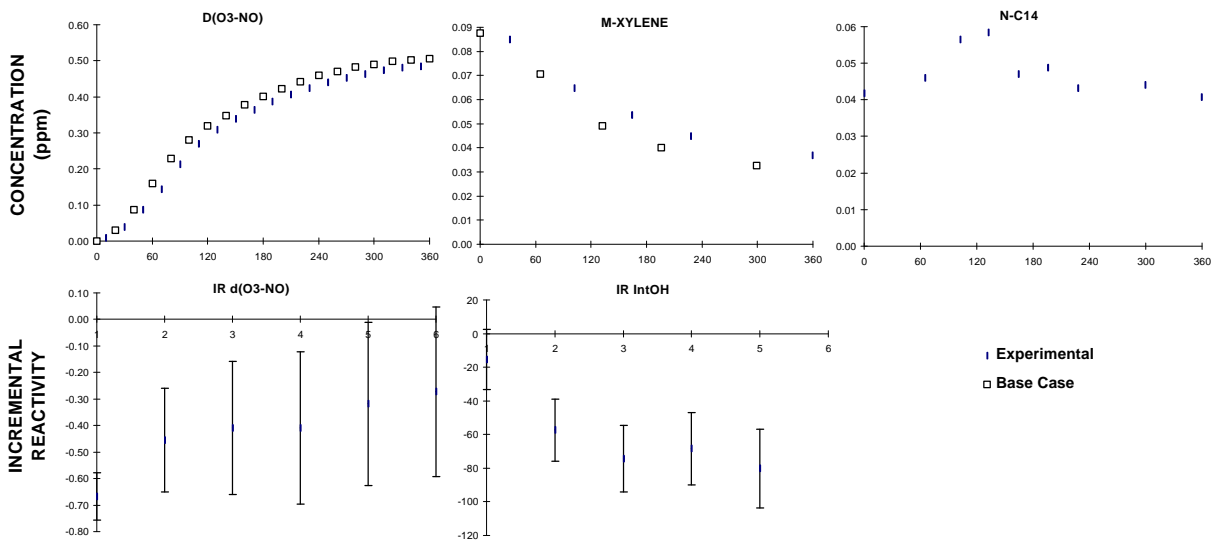 D(O3-NO)
M-XYLENE
N-C14
CONCENTRATION
(ppm)
0.60
0.50
0.40
0.30
0.20
0.10
0.00
0 60 120 180 240 300 360
0.09
0.08
0.07
0.06
0.05
0.04
0.03
0.02
0.01
0.00
0 60 120 180 240 300 360
0.06
0.05
0.04
0.03
0.02
0.01
0.00
0 60 120 180 240 300 360
IR d(O3-NO)
IR IntOH
INCREMENTAL
REACTIVITY
0.10
0.00
-0.10
-0.20
-0.30
-0.40
-0.50
-0.60
-0.70
-0.80
1 2 3 4 5 6
20
0
-20
-40
-60
-80
-100
-120
1 2 3 4 5 6
Experimental
Base Case